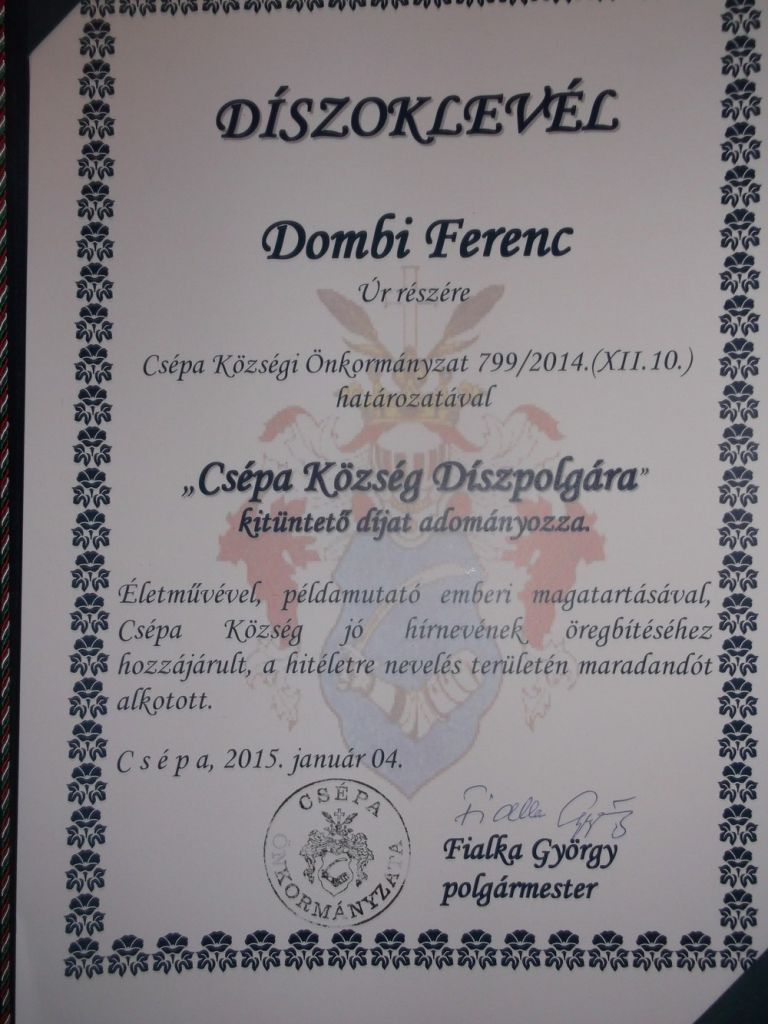 DÍSZOKLEVÉL
Dombi Ferenc
Úr részére
Csépa Községi Önkormányzat 799/2014.(XII.10.)
határozatával
„Csépa Község Díszpolgára”
kitüntető díjat adományozza.
Életművével, példamutató emberi magatartásával,
Csépa Község jó hírnevének öregbítéséhez
hozzájárult, a hitéletre nevelés területén maradandót
alkotott.
C s é p a, 2015. január 04.
CSÉPA
ÖNKORMÁNYZATA
Fialka György
Fialka György
polgármester